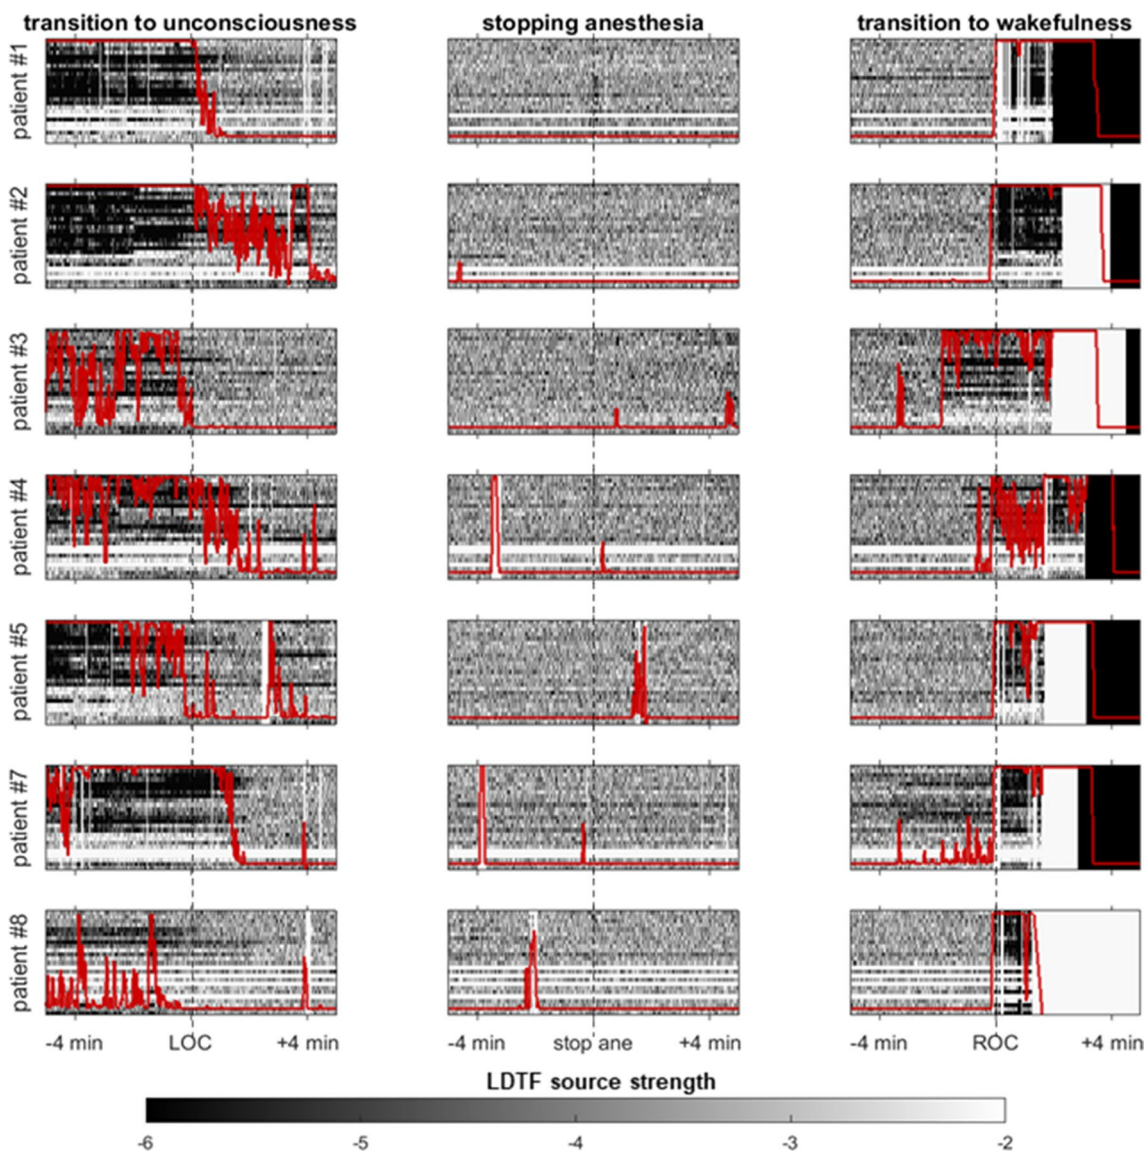 transition to unconsciousness stopping anesthesia transition to wakefulness
patient #1
patient #2
patient #3
patient #4
patient #5
patient #7
patient #8
-4 min LOC +4 min -4 min stop ane +4 min -4 min ROC +4 min
LDTF source strength
-6 -5 -4 -3 -2